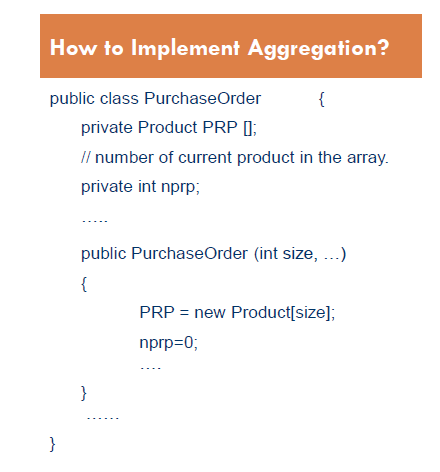 How to Implement Aggregation?
public class PurchaseOrder {
private Product PRP [];
// number of current product in the array.
private int nprp;
…..
public PurchaseOrder (int size, …)
{
PRP = new Product[size];
nprp=0;
….
}
……
}